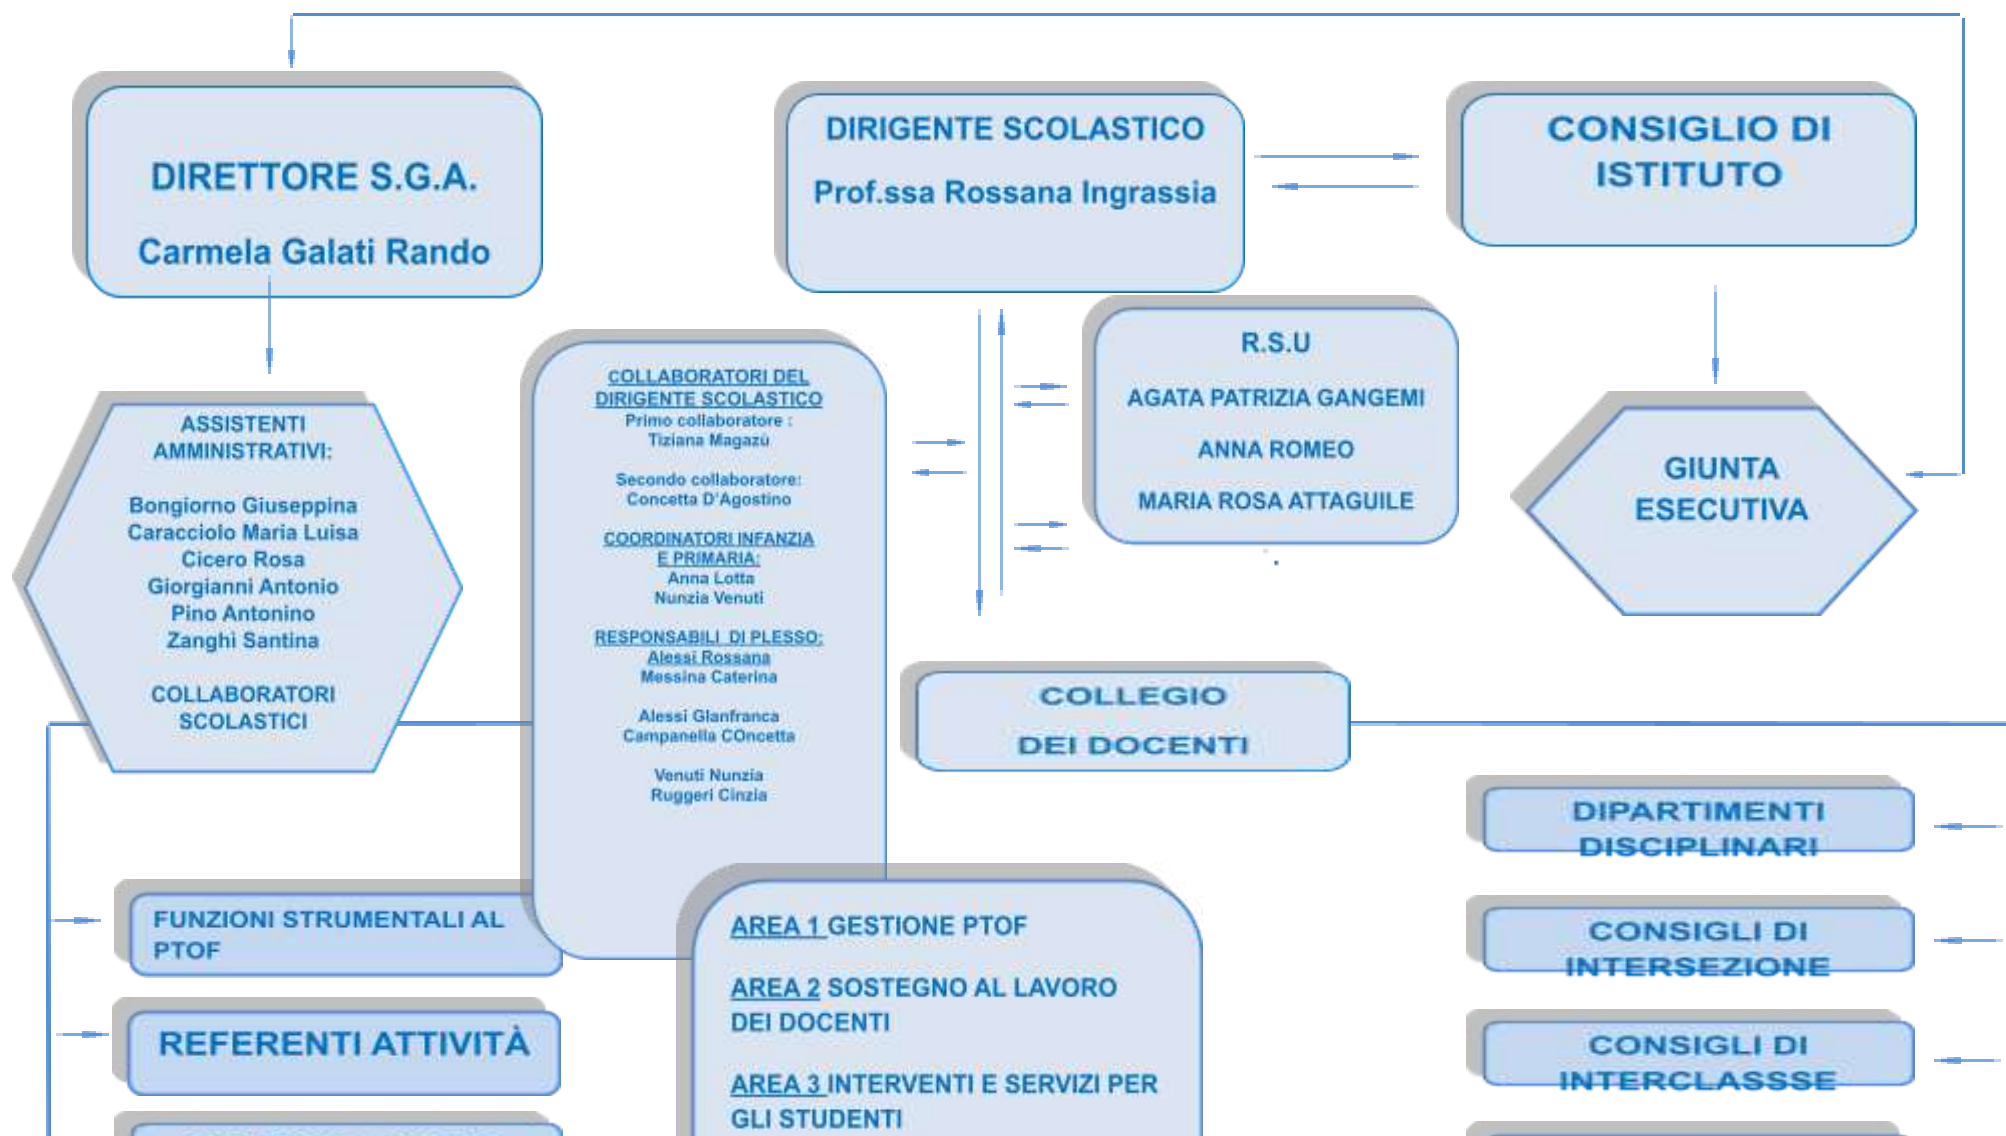 DIRETTORE S.G.A.
Carmela Galati Rando
DIRIGENTE SCOLASTICO
Prof.ssa Rossana Ingrassia
CONSIGLIO DI
ISTITUTO
ASSISTENTI
AMMINISTRATIVI:
Bongiorno Giuseppina
Caracciolo Maria Luisa
Cicero Rosa
Giorgianni Antonio
Pino Antonino
Zanghì Santina
COLLABORATORI
SCOLASTICI
COLLABORATORI DEL
DIRIGENTE SCOLASTICO
Primo collaboratore :
Tiziana Magazù
Secondo collaboratore:
Concetta D'Agostino
COORDINATORI INFANZIA
E PRIMARIA:
Anna Lotta
Nunzia Venuti
RESPONSABILI DI PLESSO:
Alessi Rossana
Messina Caterina
Alessi Gianfranca
Campanella COncetta
Venuti Nunzia
Ruggeri Cinzia
R.S.U
AGATA PATRIZIA GANGEMI
ANNA ROMEO
MARIA ROSA ATTAGUILE
GIUNTA
ESECUTIVA
COLLEGIO
DEI DOCENTI
DIPARTIMENTI
DISCIPLINARI
CONSIGLI DI
INTERSEZIONE
CONSIGLI DI
INTERCLASSSE
FUNZIONI STRUMENTALI AL
PTOF
REFERENTI ATTIVITÀ
AREA 1 GESTIONE PTOF
AREA 2 SOSTEGNO AL LAVORO
DEI DOCENTI
AREA 3 INTERVENTI E SERVIZI PER
GLI STUDENTI